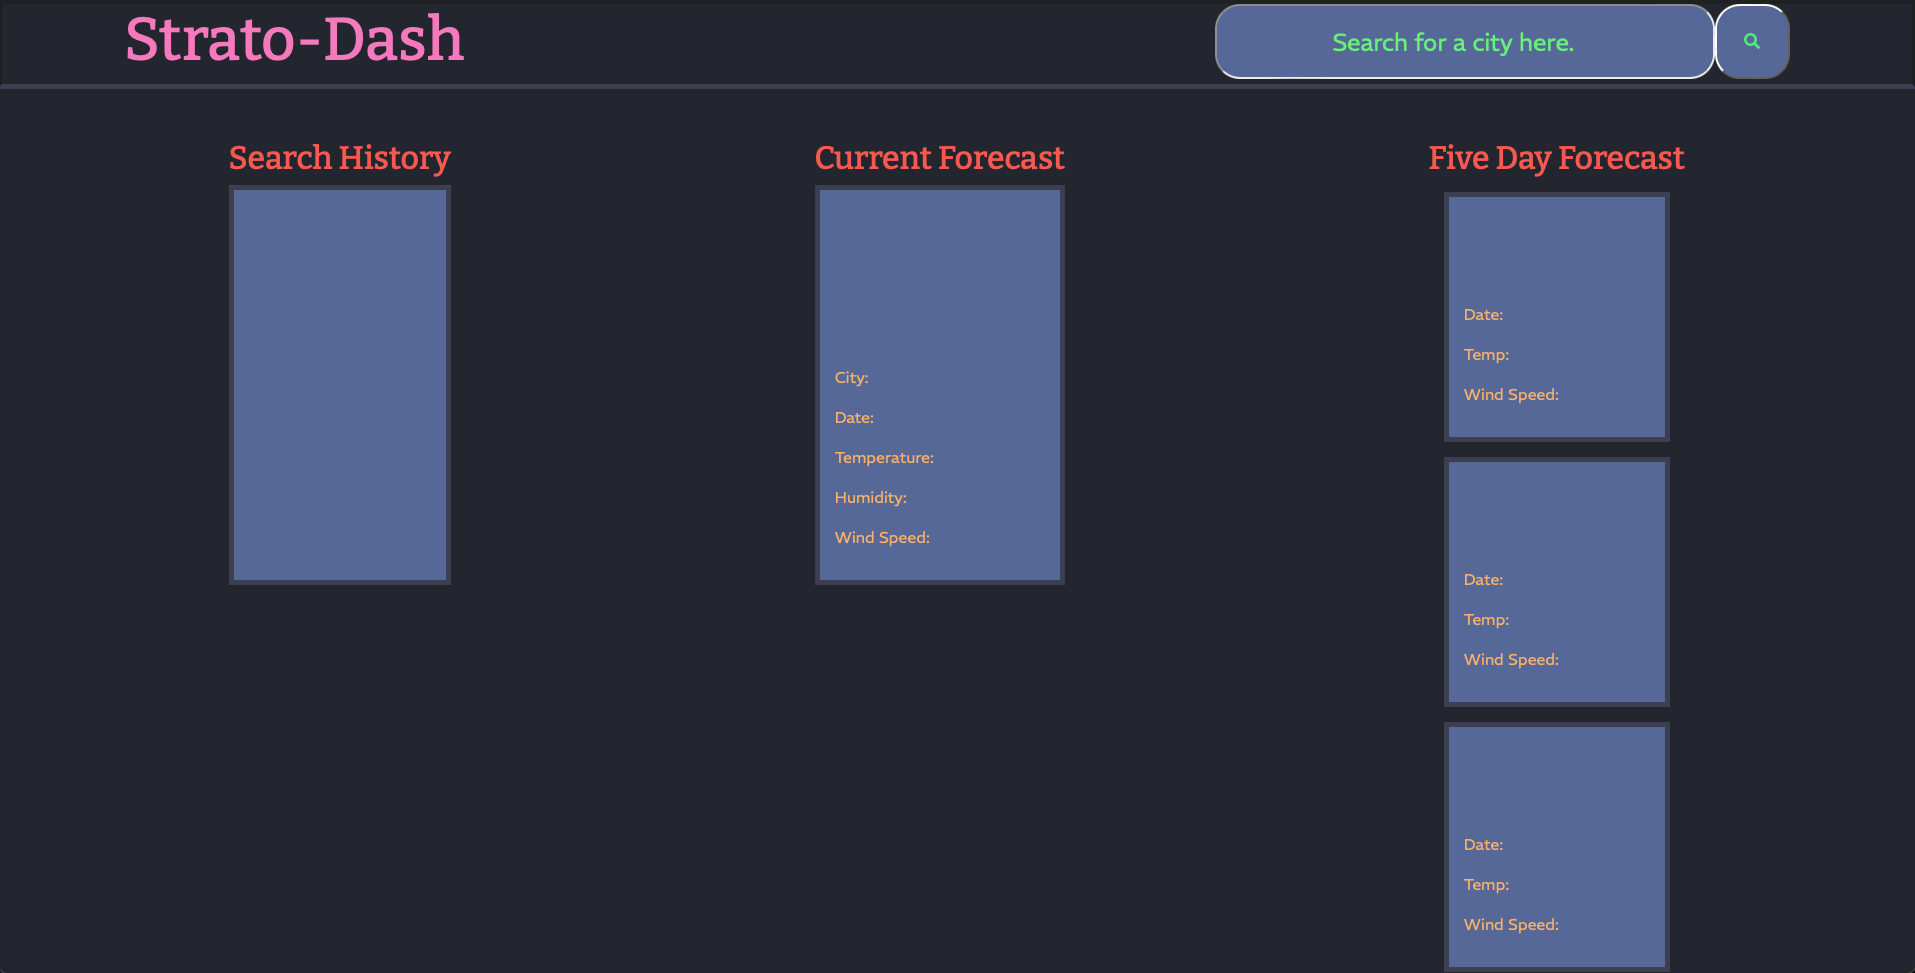 Strato-Dash
Search for a city here.
Search History
Current Forecast
City:
Date:
Temperature:
Humidity:
Wind Speed:
Five Day Forecast
Date:
Temp:
Wind Speed:
Date:
Temp:
Wind Speed:
Date:
Temp:
Wind Speed: